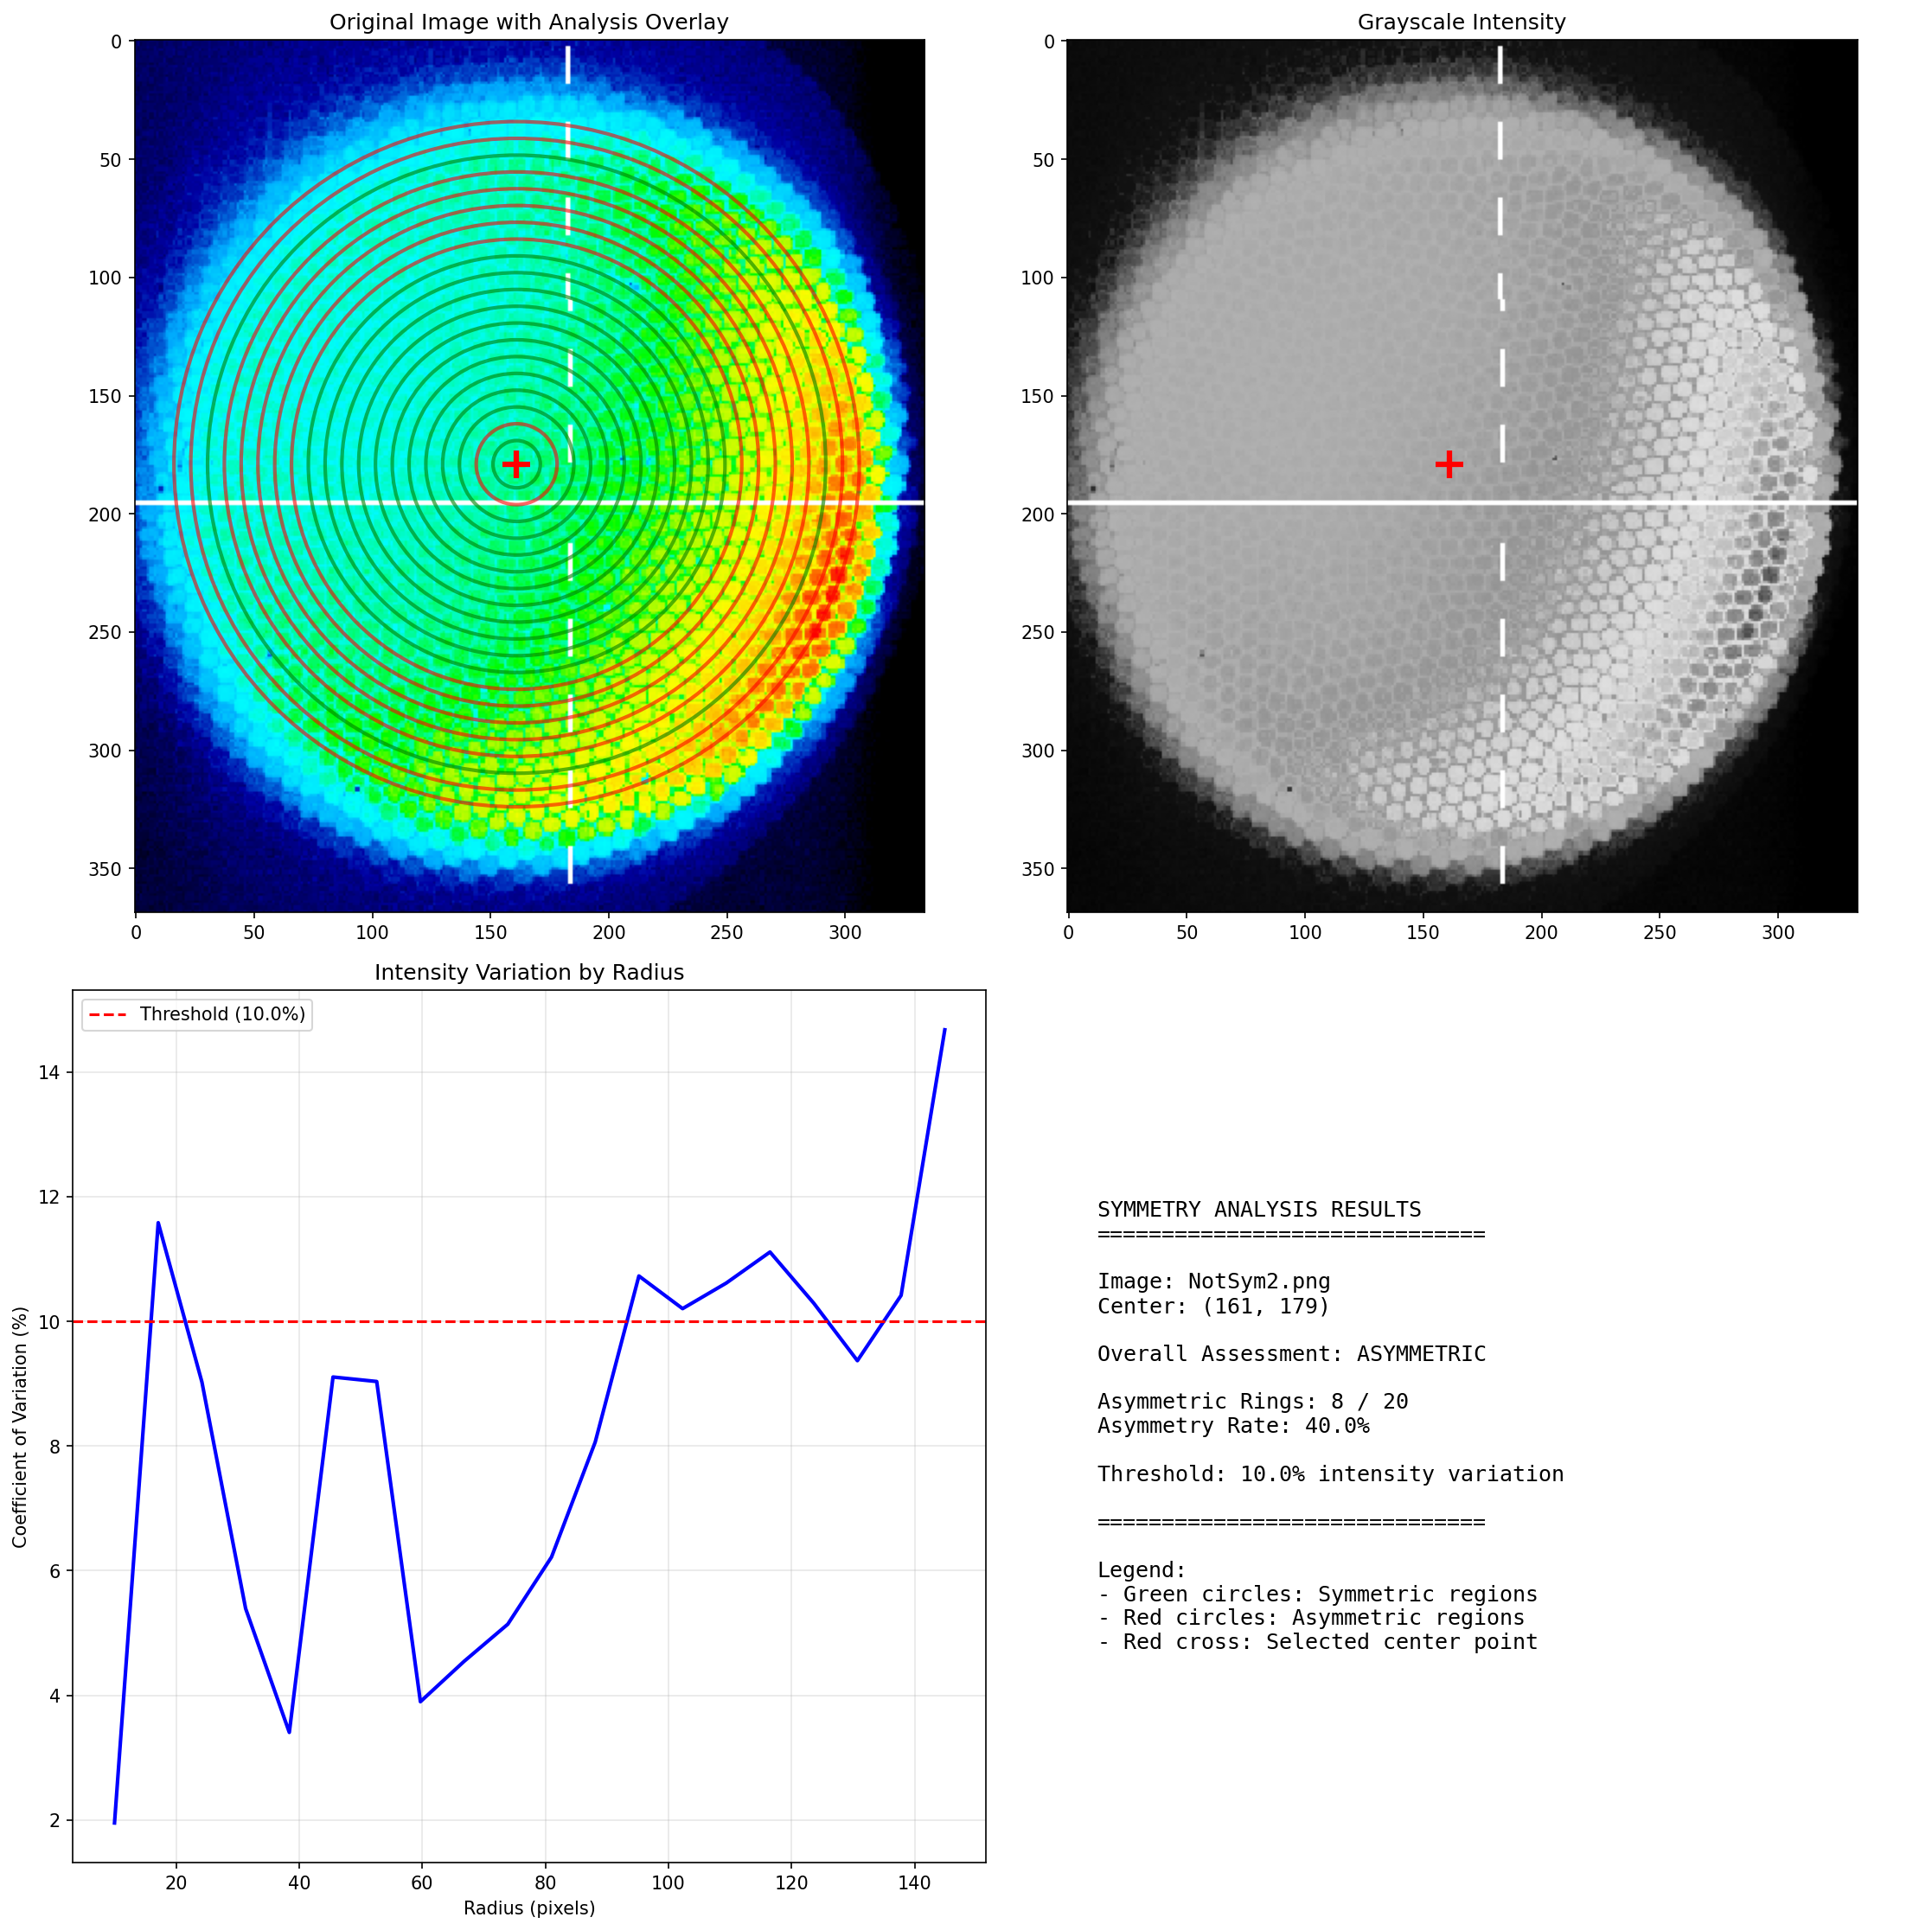 Original Image with Analysis Overlay
0
50
100
150
200
250
300
350
0 50 100 150 200 250 300
Grayscale Intensity
0
50
100
150
200
250
300
350
0 50 100 150 200 250 300
Intensity Variation by Radius
Threshold (10.0%)
Coefficient of Variation (%)
14
12
10
8
6
4
2
20 40 60 80 100 120 140
Radius (pixels)
SYMMETRY ANALYSIS RESULTS
==============================
Image: NotSym2.png
Center: (161, 179)
Overall Assessment: ASYMMETRIC
Asymmetric Rings: 8 / 20
Asymmetry Rate: 40.0%
Threshold: 10.0% intensity variation
==============================
Legend:
- Green circles: Symmetric regions
- Red circles: Asymmetric regions
- Red cross: Selected center point